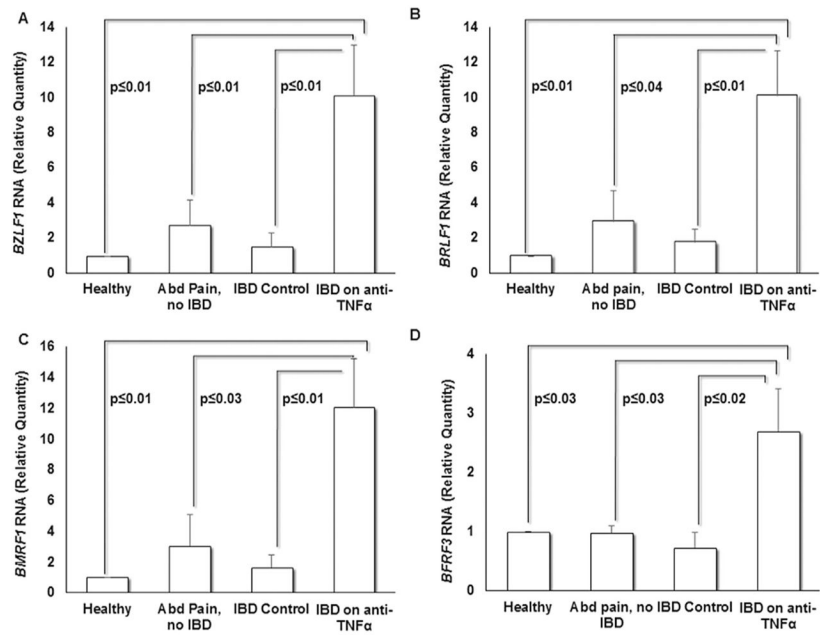 A
BZLF1 RNA (Relative Quantity)
14
12
10
8
6
4
2
0
p≤0.01
p≤0.01
p≤0.01
Healthy
Abd Pain,
no IBD
IBD Control
IBD on anti-
TNFα
B
BRLF1 RNA (Relative Quantity)
14
12
10
8
6
4
2
0
p≤0.01
p≤0.04
p≤0.01
Healthy
Abd pain,
no IBD
IBD Control
IBD on anti-
TNFα
C
BMRF1 RNA (Relative Quantity)
16
14
12
10
8
6
4
2
0
p≤0.01
p≤0.03
p≤0.01
Healthy
Abd Pain,
no IBD
IBD Control
IBD on anti-
TNFα
D
BFRF3 RNA (Relative Quantity)
4
3
2
1
0
p≤0.03
p≤0.03
p≤0.02
Healthy
Abd pain, no
IBD
IBD Control
IBD on anti-
TNFα